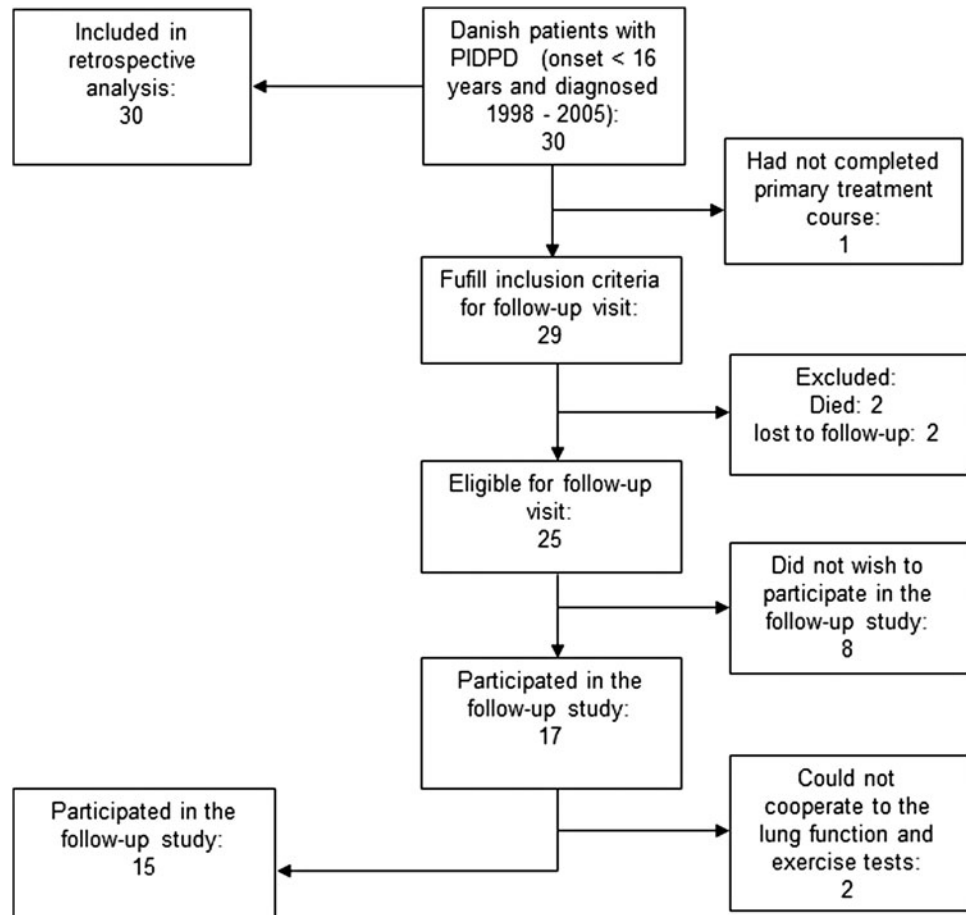 Included in
retrospective
analysis:
30
Danish patients with
PIDPD (onset < 16
years and diagnosed
1998 - 2005):
30
Had not completed
primary treatment
course:
1
Fufill inclusion criteria
for follow-up visit:
29
Excluded:
Died: 2
lost to follow-up: 2
Eligible for follow-up
visit:
25
Did not wish to
participate in the
follow-up study:
8
Participated in the
follow-up study:
17
Could not
cooperate to the
lung function and
exercise tests:
2
Participated in the
follow-up study:
15